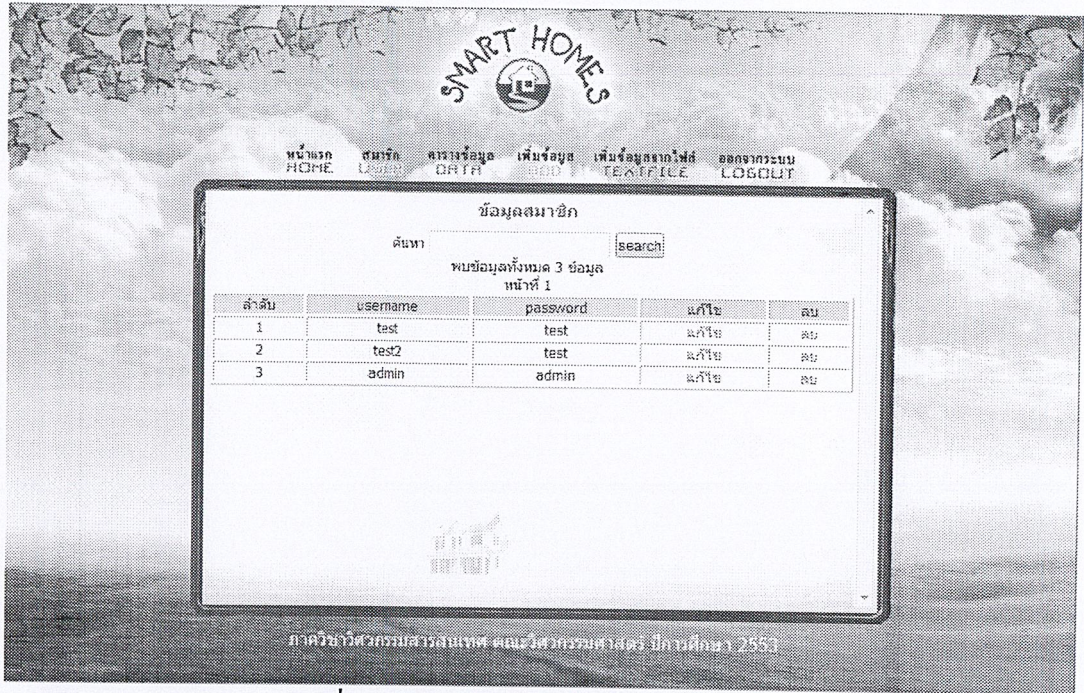 SMART HOMES
หน้าแรก สมาชิก ตารางข้อมูล เพิ่มข้อมูล เพิ่มข้อมูลจากไฟล์ ออกจากระบบ
HOME USER DATA ADD TEXTFILE LOGOUT
ข้อมูลสมาชิก
ค้นหา search
พบข้อมูลทั้งหมด 3 ข้อมูล
หน้าที่ 1
ลำดับ username password แก้ไข ลบ
1 test test แก้ไข ลบ
2 test2 test แก้ไข ลบ
3 admin admin แก้ไข ลบ
ภาควิชาวิศวกรรมสารสนเทศ คณะวิศวกรรมศาสตร์ ปีการศึกษา 2553